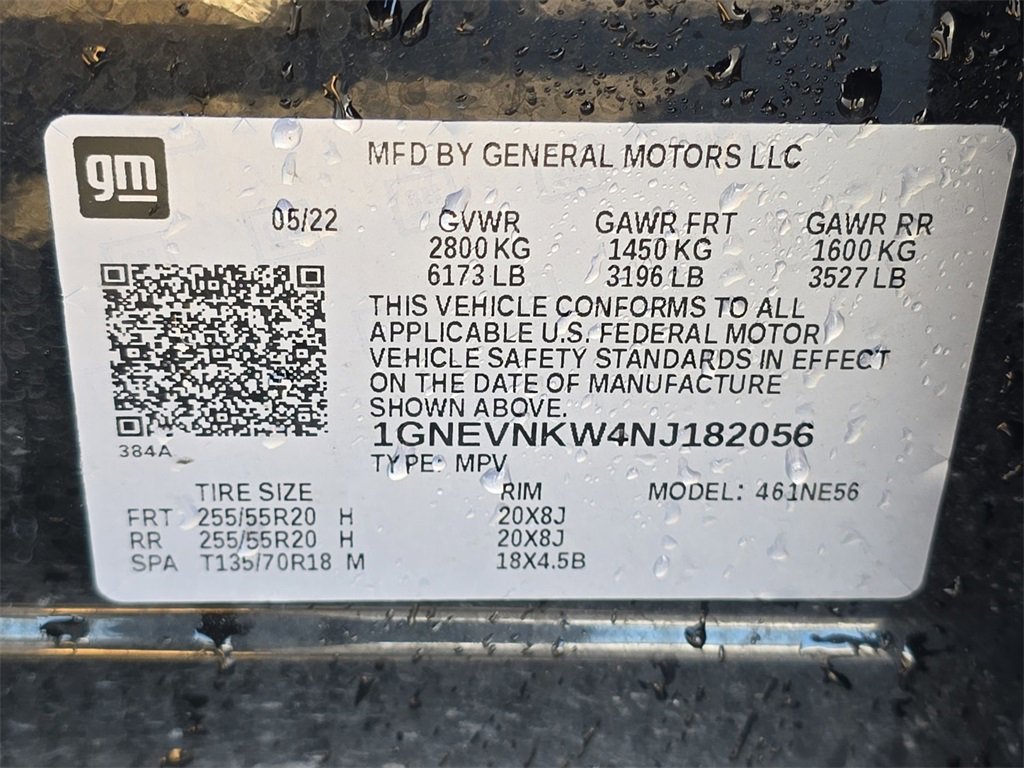 gm
MFD BY GENERAL MOTORS LLC
05/22 GVWR GAWR FRT GAWR RR
2800 KG 1450 KG 1600 KG
6173 LB 3196 LB 3527 LB
THIS VEHICLE CONFORMS TO ALL
APPLICABLE U.S. FEDERAL MOTOR
VEHICLE SAFETY STANDARDS IN EFFECT
ON THE DATE OF MANUFACTURE
SHOWN ABOVE.
1GNEVNKW4NJ182056
384A
TYPE: MPV
TIRE SIZE RIM MODEL: 461NE56
FRT 255/55R20 H 20X8J
RR 255/55R20 H 20X8J
SPA T135/70R18 M 18X4.5B